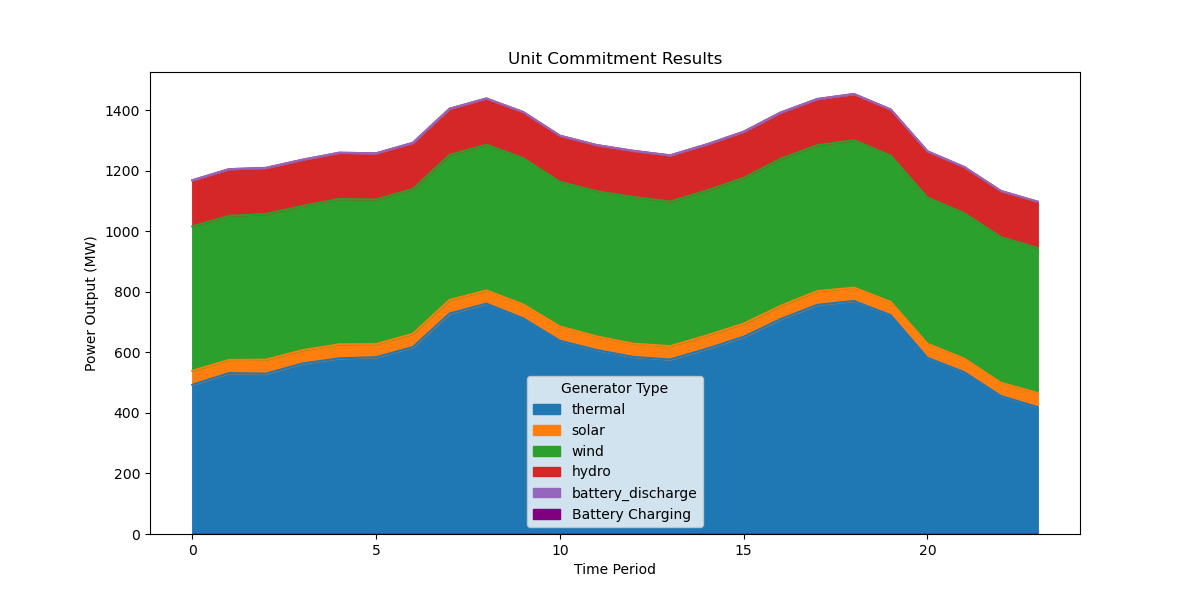 Unit Commitment Results
Power Output (MW)
1400
1200
1000
800
600
400
200
0
Generator Type
thermal
solar
wind
hydro
battery_discharge
Battery Charging
0 5 10 15 20
Time Period